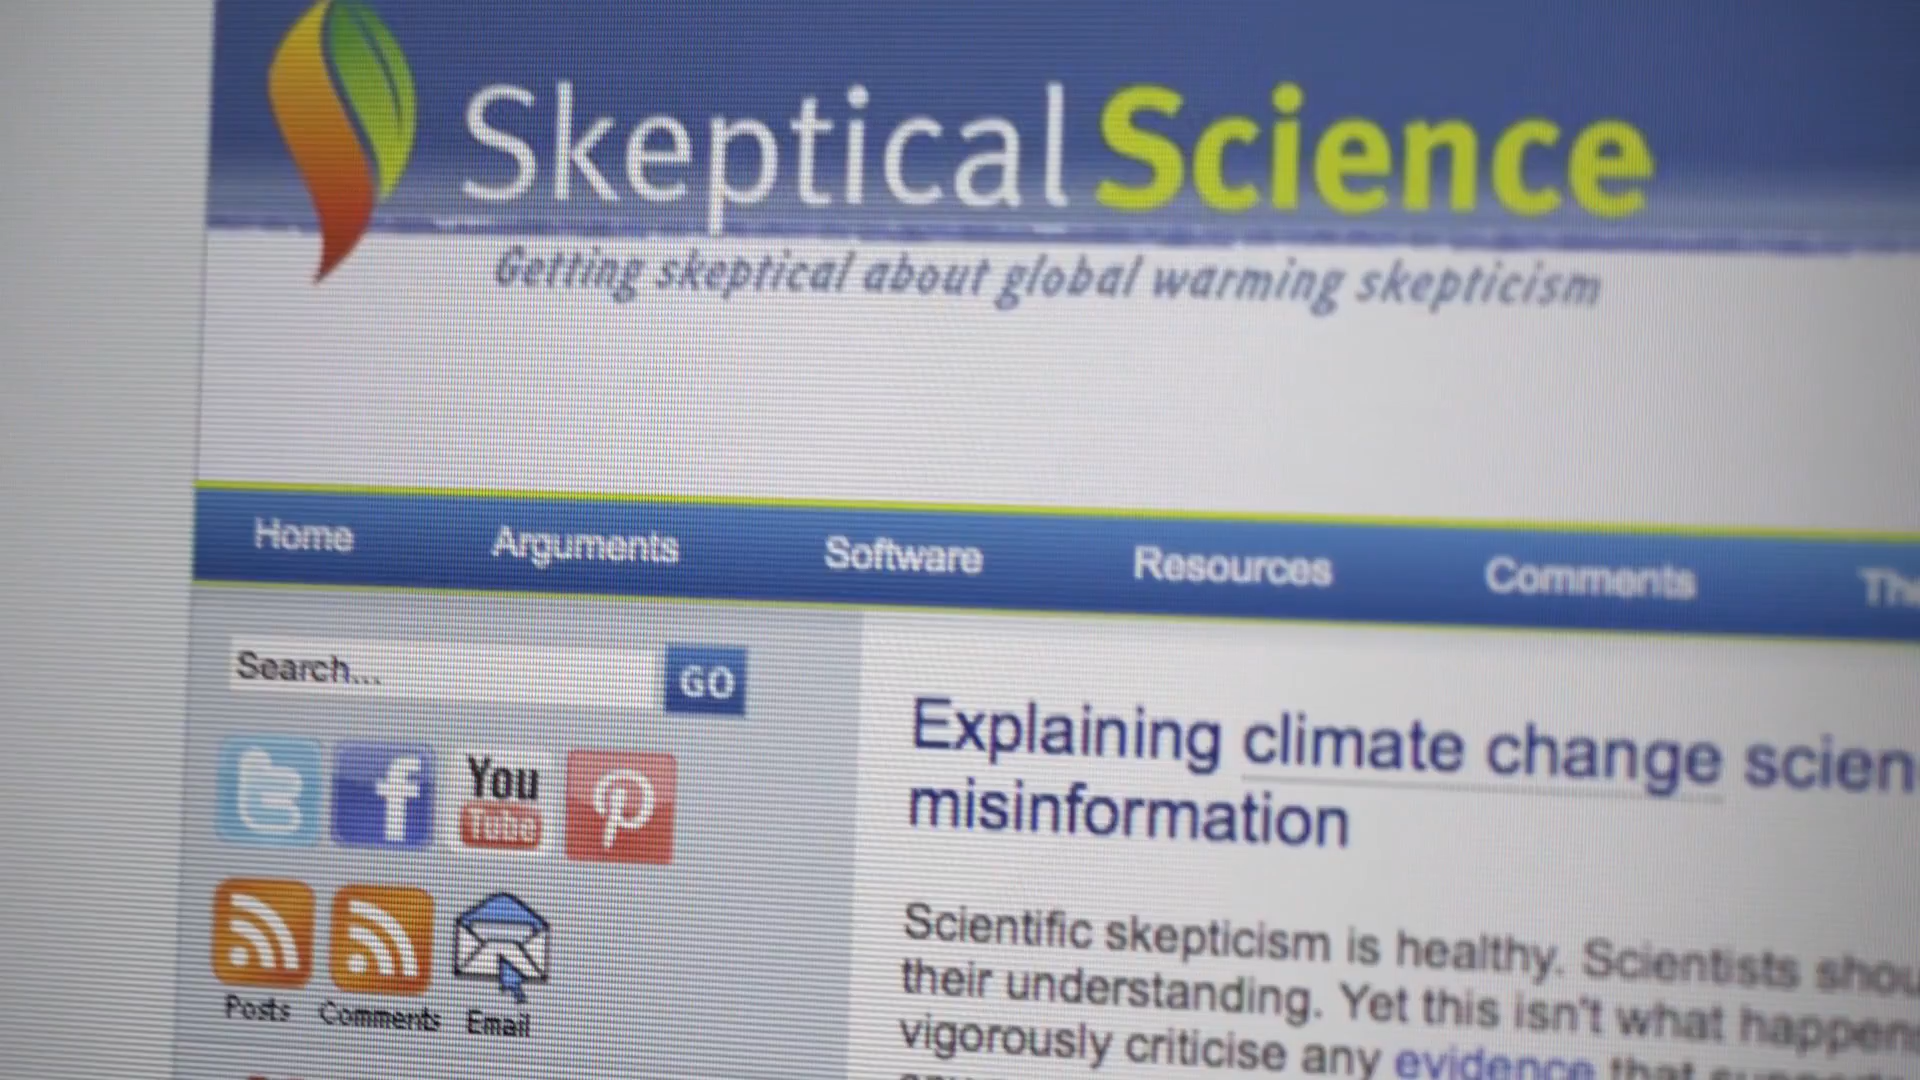 Skeptical Science
Getting skeptical about global warming skepticism
Home Arguments Software Resources Comments
Search... GO
You
Tube
Posts Comments Email
Explaining climate change
misinformation
Scientific skepticism is healthy. Scientists
their understanding. Yet this isn't what
vigorously criticise any evidence that